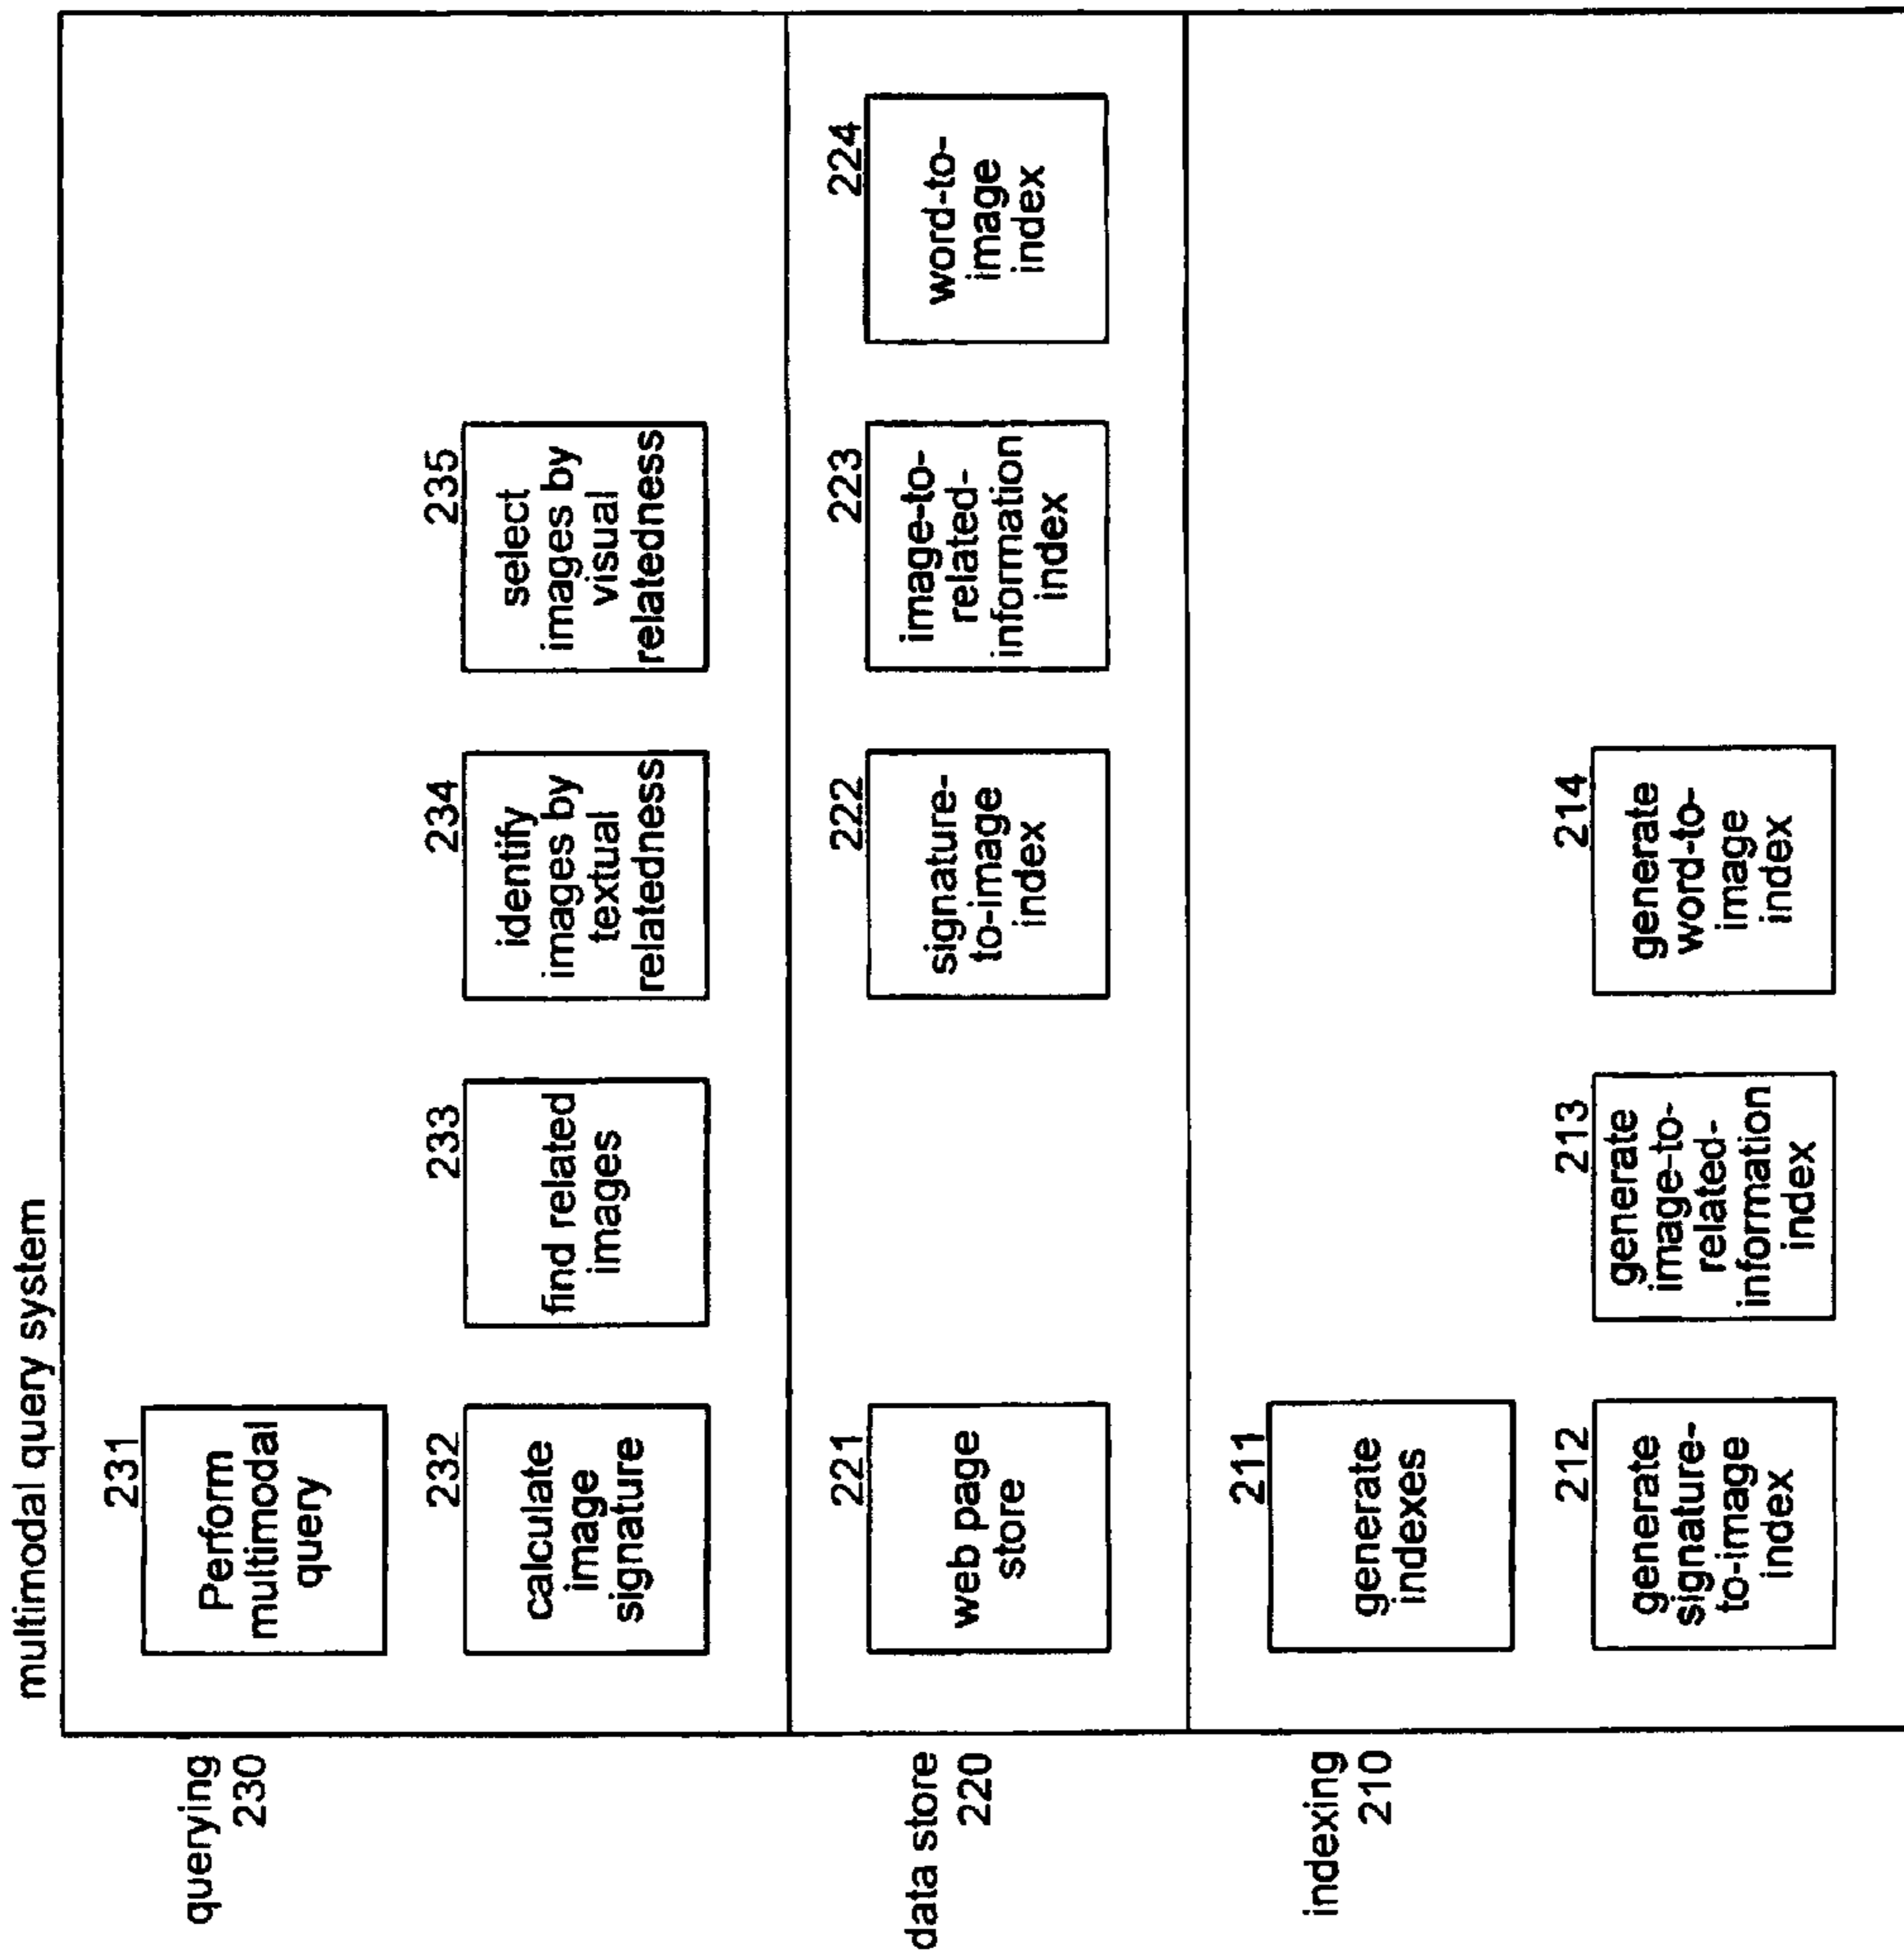 multimodal query system
querying
230
231
Perform
multimodal
query
232
calculate
image
signature
233
find related
images
234
identify
images by
textual
relatedness
235
select
images by
visual
relatedness
data store
220
221
web page
store
222
signature-
to-image
index
223
image-to-
related-
information
index
224
word-to-
image
index
indexing
210
211
generate
indexes
212
generate
signature-
to-image
index
213
generate
image-to-
related-
information
index
214
generate
word-to-
image
index